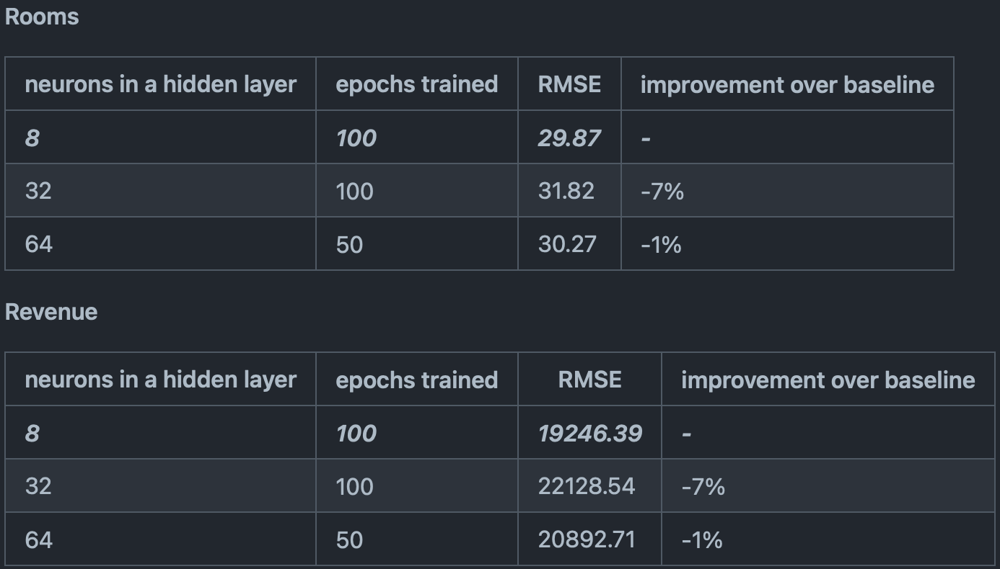 Rooms
neurons in a hidden layer epochs trained RMSE improvement over baseline
8 100 29.87 -
32 100 31.82 -7%
64 50 30.27 -1%
Revenue
neurons in a hidden layer epochs trained RMSE improvement over baseline
8 100 19246.39 -
32 100 22128.54 -7%
64 50 20892.71 -1%